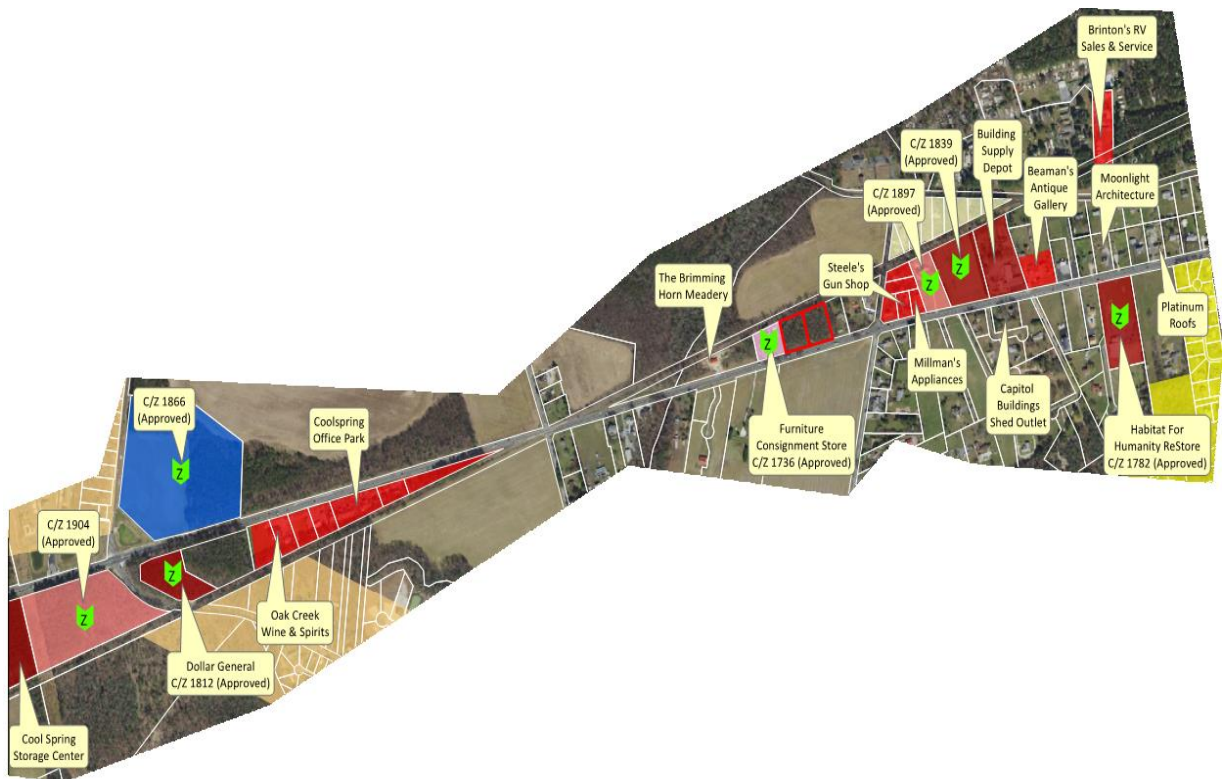 Brinton's RV
Sales & Service
C/Z 1839
(Approved)
Building
Supply
Depot
Beaman's
Antique
Gallery
Moonlight
Architecture
C/Z 1897
(Approved)
Steele's
Gun Shop
The Brimming
Horn Meadery
Platinum
Roofs
Millman's
Appliances
Capitol
Buildings
Shed Outlet
Furniture
Consignment Store
C/Z 1736 (Approved)
Habitat For
Humanity ReStore
C/Z 1782 (Approved)
C/Z 1866
(Approved)
Coolspring
Office Park
C/Z 1904
(Approved)
Oak Creek
Wine & Spirits
Dollar General
C/Z 1812 (Approved)
Cool Spring
Storage Center
Z
Z
Z
Z
Z
Z
Z